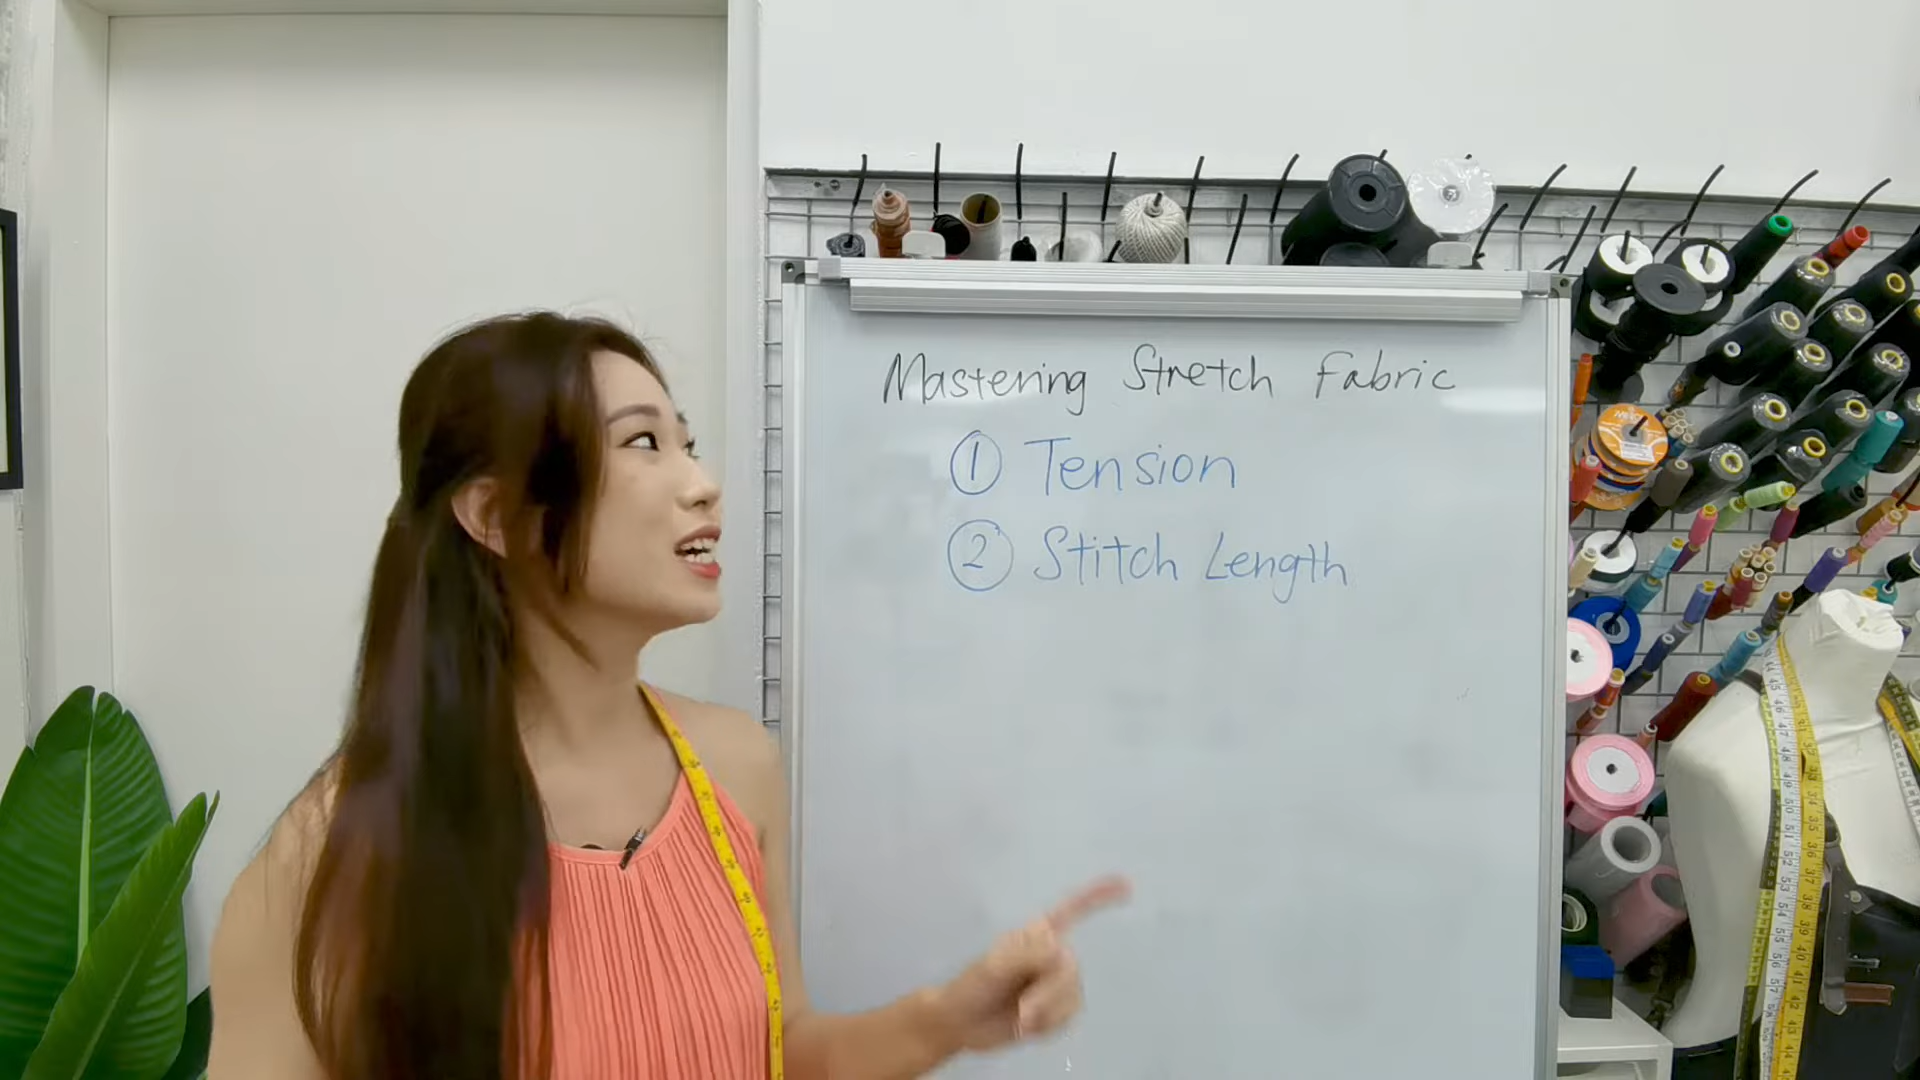 Mastering Stretch Fabric
① Tension
② Stitch Length